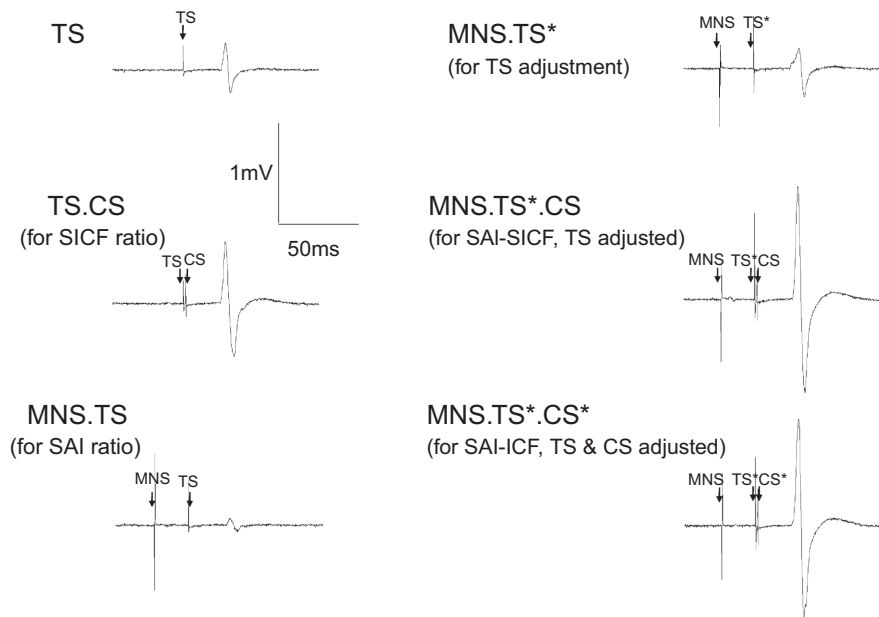 TS
TS
1mV
50ms
TS.CS
(for SICF ratio)
TS CS
MNS.TS
(for SAI ratio)
MNS TS
MNS.TS*
(for TS adjustment)
MNS TS*
MNS.TS*.CS
(for SAI-SICF, TS adjusted)
MNS TS*CS
MNS.TS*.CS*
(for SAI-ICF, TS & CS adjusted)
MNS TS*CS*